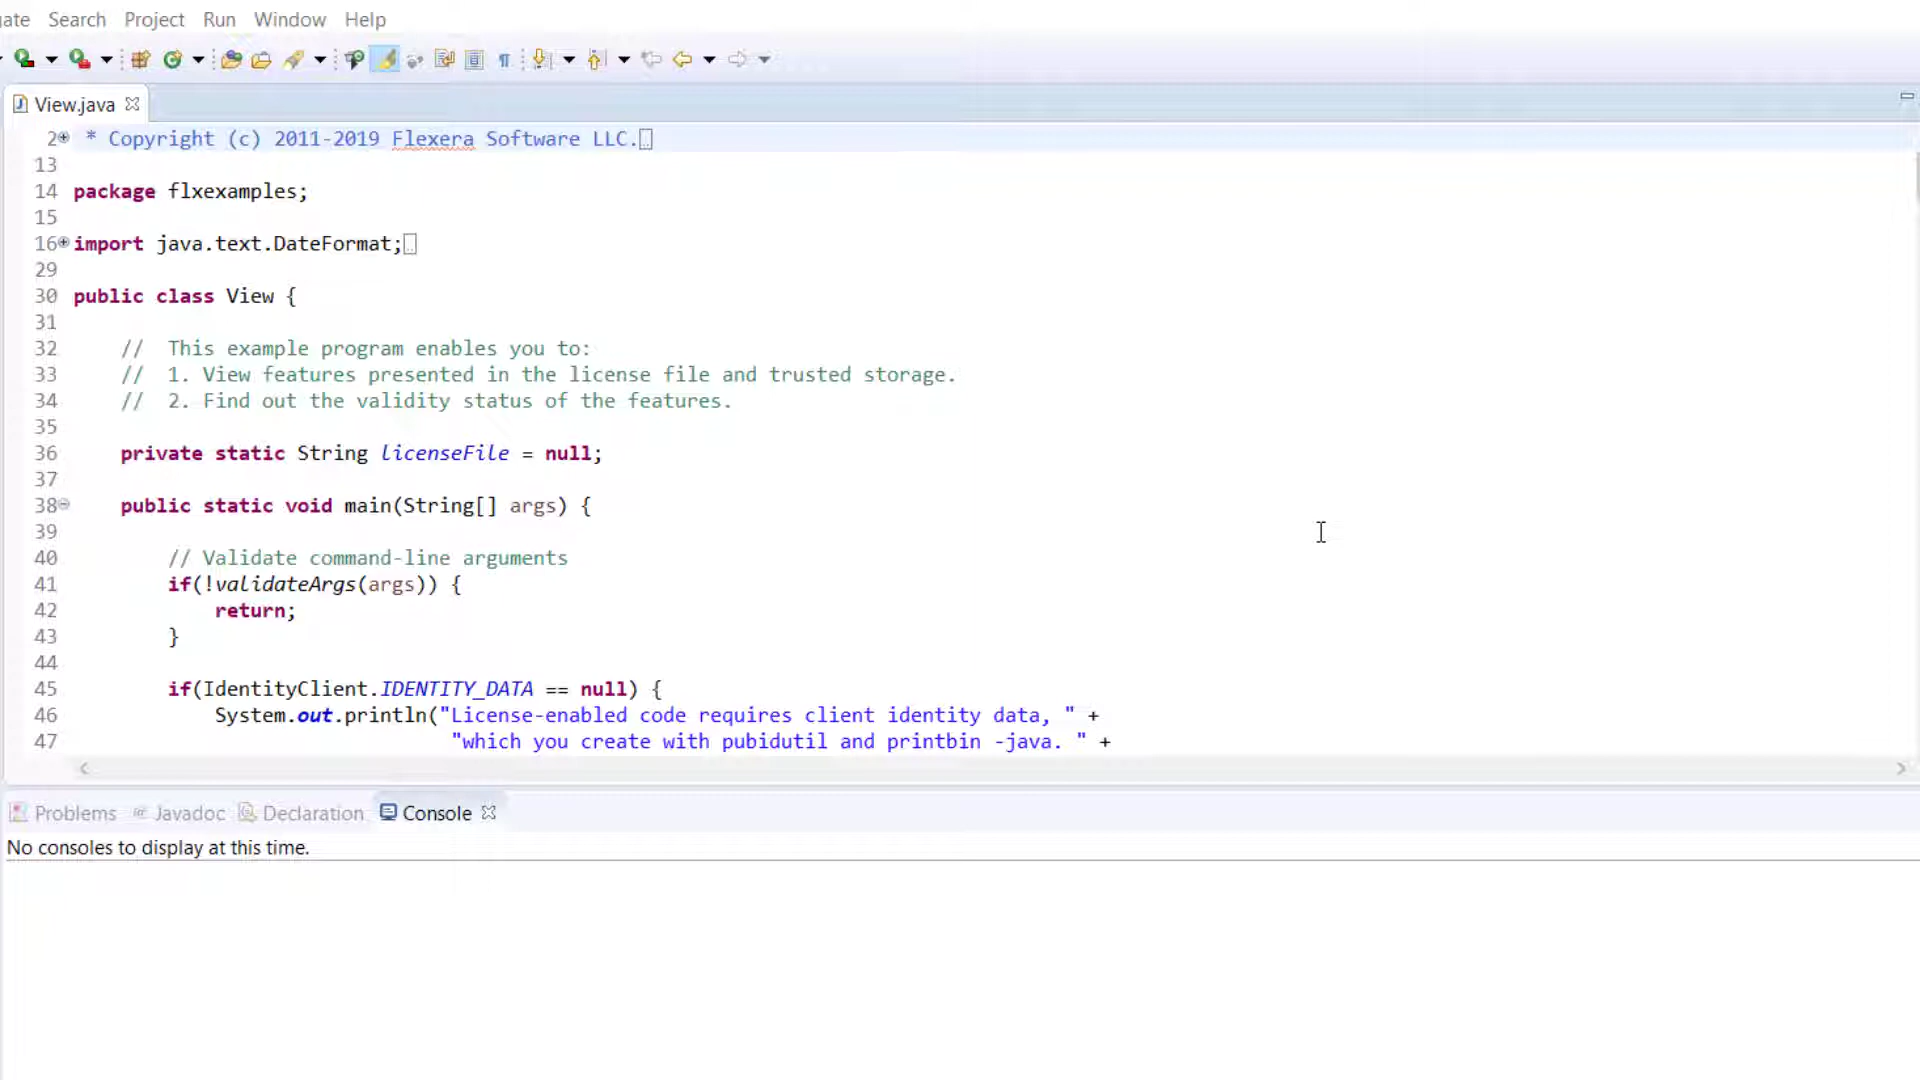 gate Search Project Run Window Help
View.java
2 * Copyright (c) 2011-2019 Flexera Software LLC.
13
14 package flxexamples;
15
16 import java.text.DateFormat;
29
30 public class View {
31
32 // This example program enables you to:
33 // 1. View features presented in the license file and trusted storage.
34 // 2. Find out the validity status of the features.
35
36 private static String licenseFile = null;
37
38 public static void main(String[] args) {
39
40 // Validate command-line arguments
41 if(!validateArgs(args)) {
42 return;
43 }
44
45 if(IdentityClient.IDENTITY_DATA == null) {
46 System.out.println("License-enabled code requires client identity data, " +
47 "which you create with pubidutil and printbin -java. " +
Problems Javadoc Declaration Console
No consoles to display at this time.